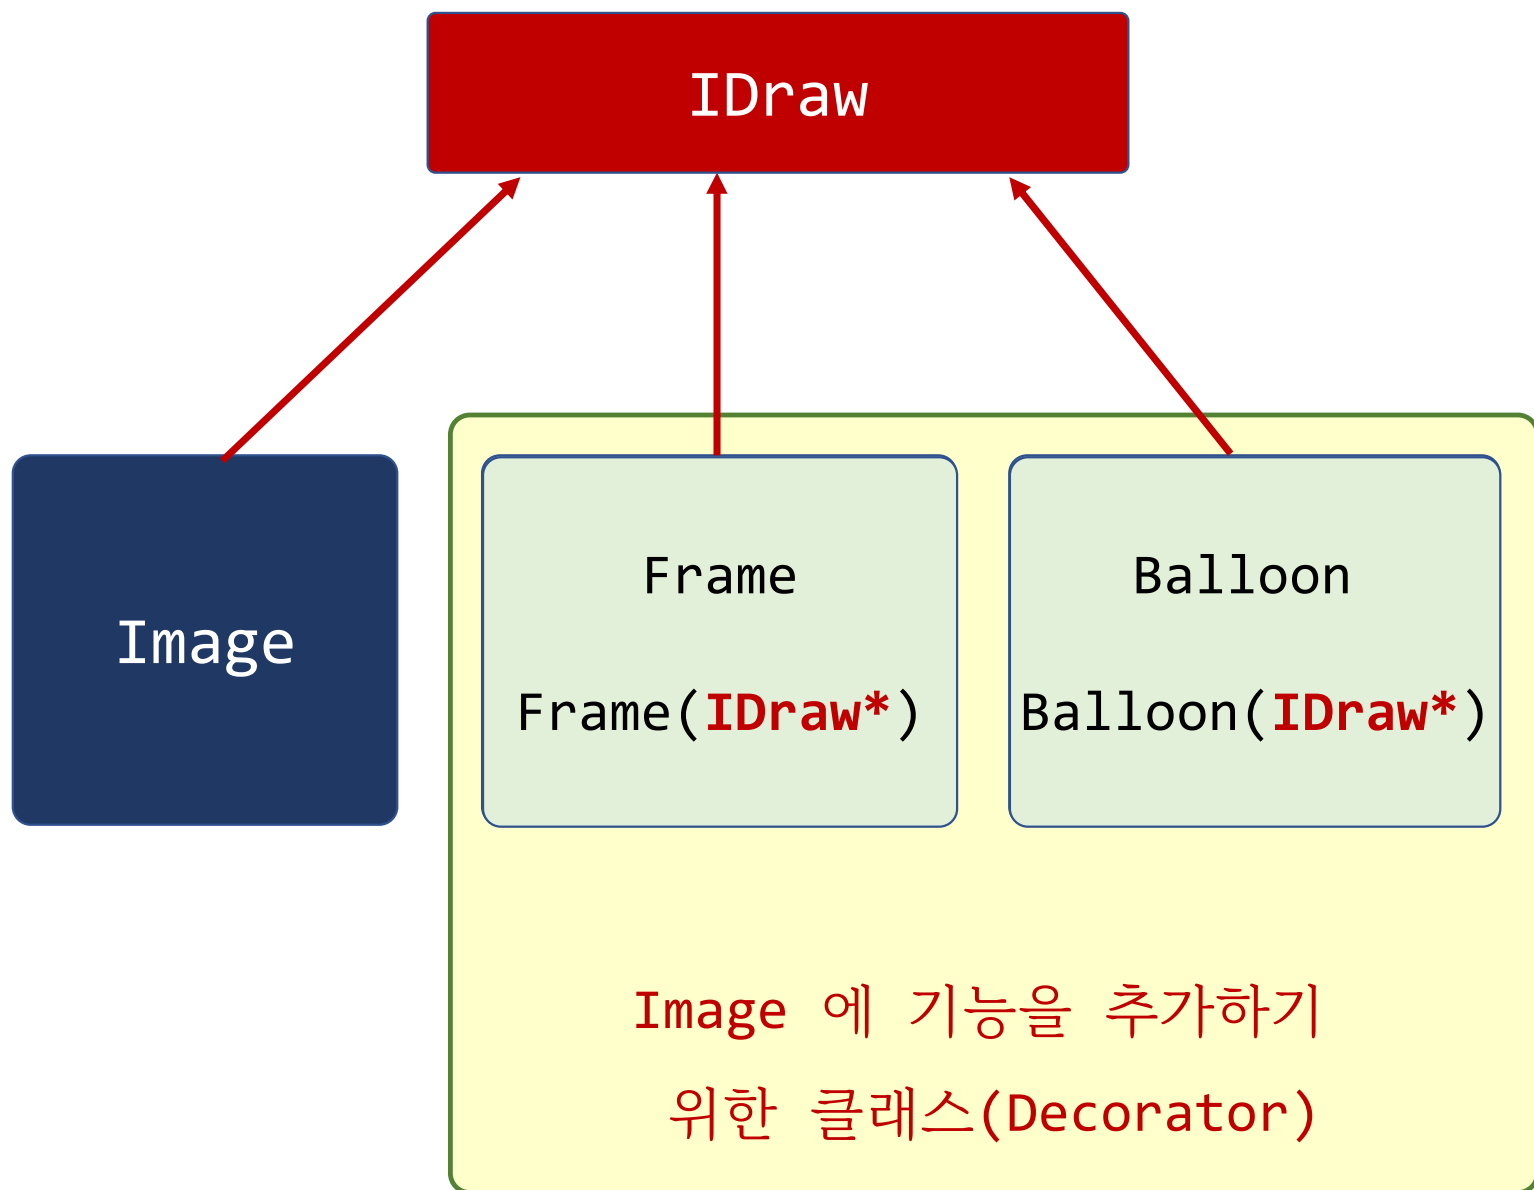 IDraw
Image
Frame
Frame(IDraw*)
Balloon
Balloon(IDraw*)
Image 에 기능을 추가하기
위한 클래스(Decorator)